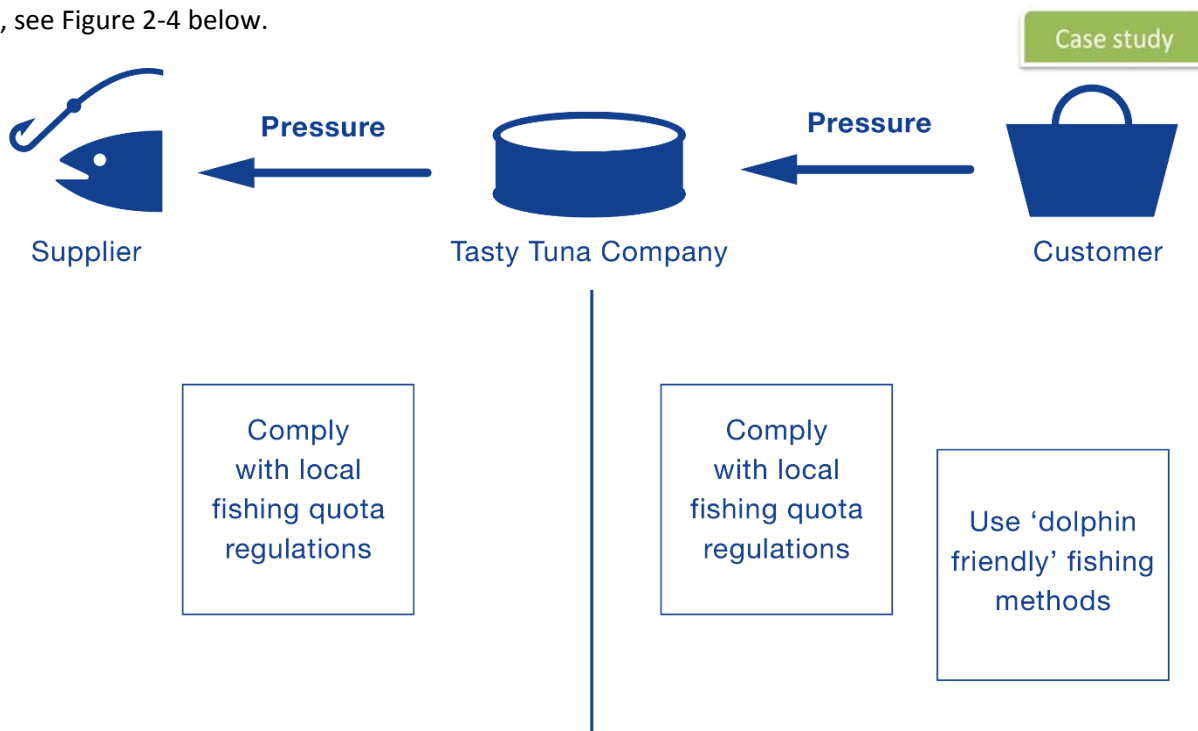 , see Figure 2-4 below.
Case study
Pressure
Pressure
Supplier
Tasty Tuna Company
Customer
Comply
with local
fishing quota
regulations
Comply
with local
fishing quota
regulations
Use ‘dolphin
friendly’ fishing
methods